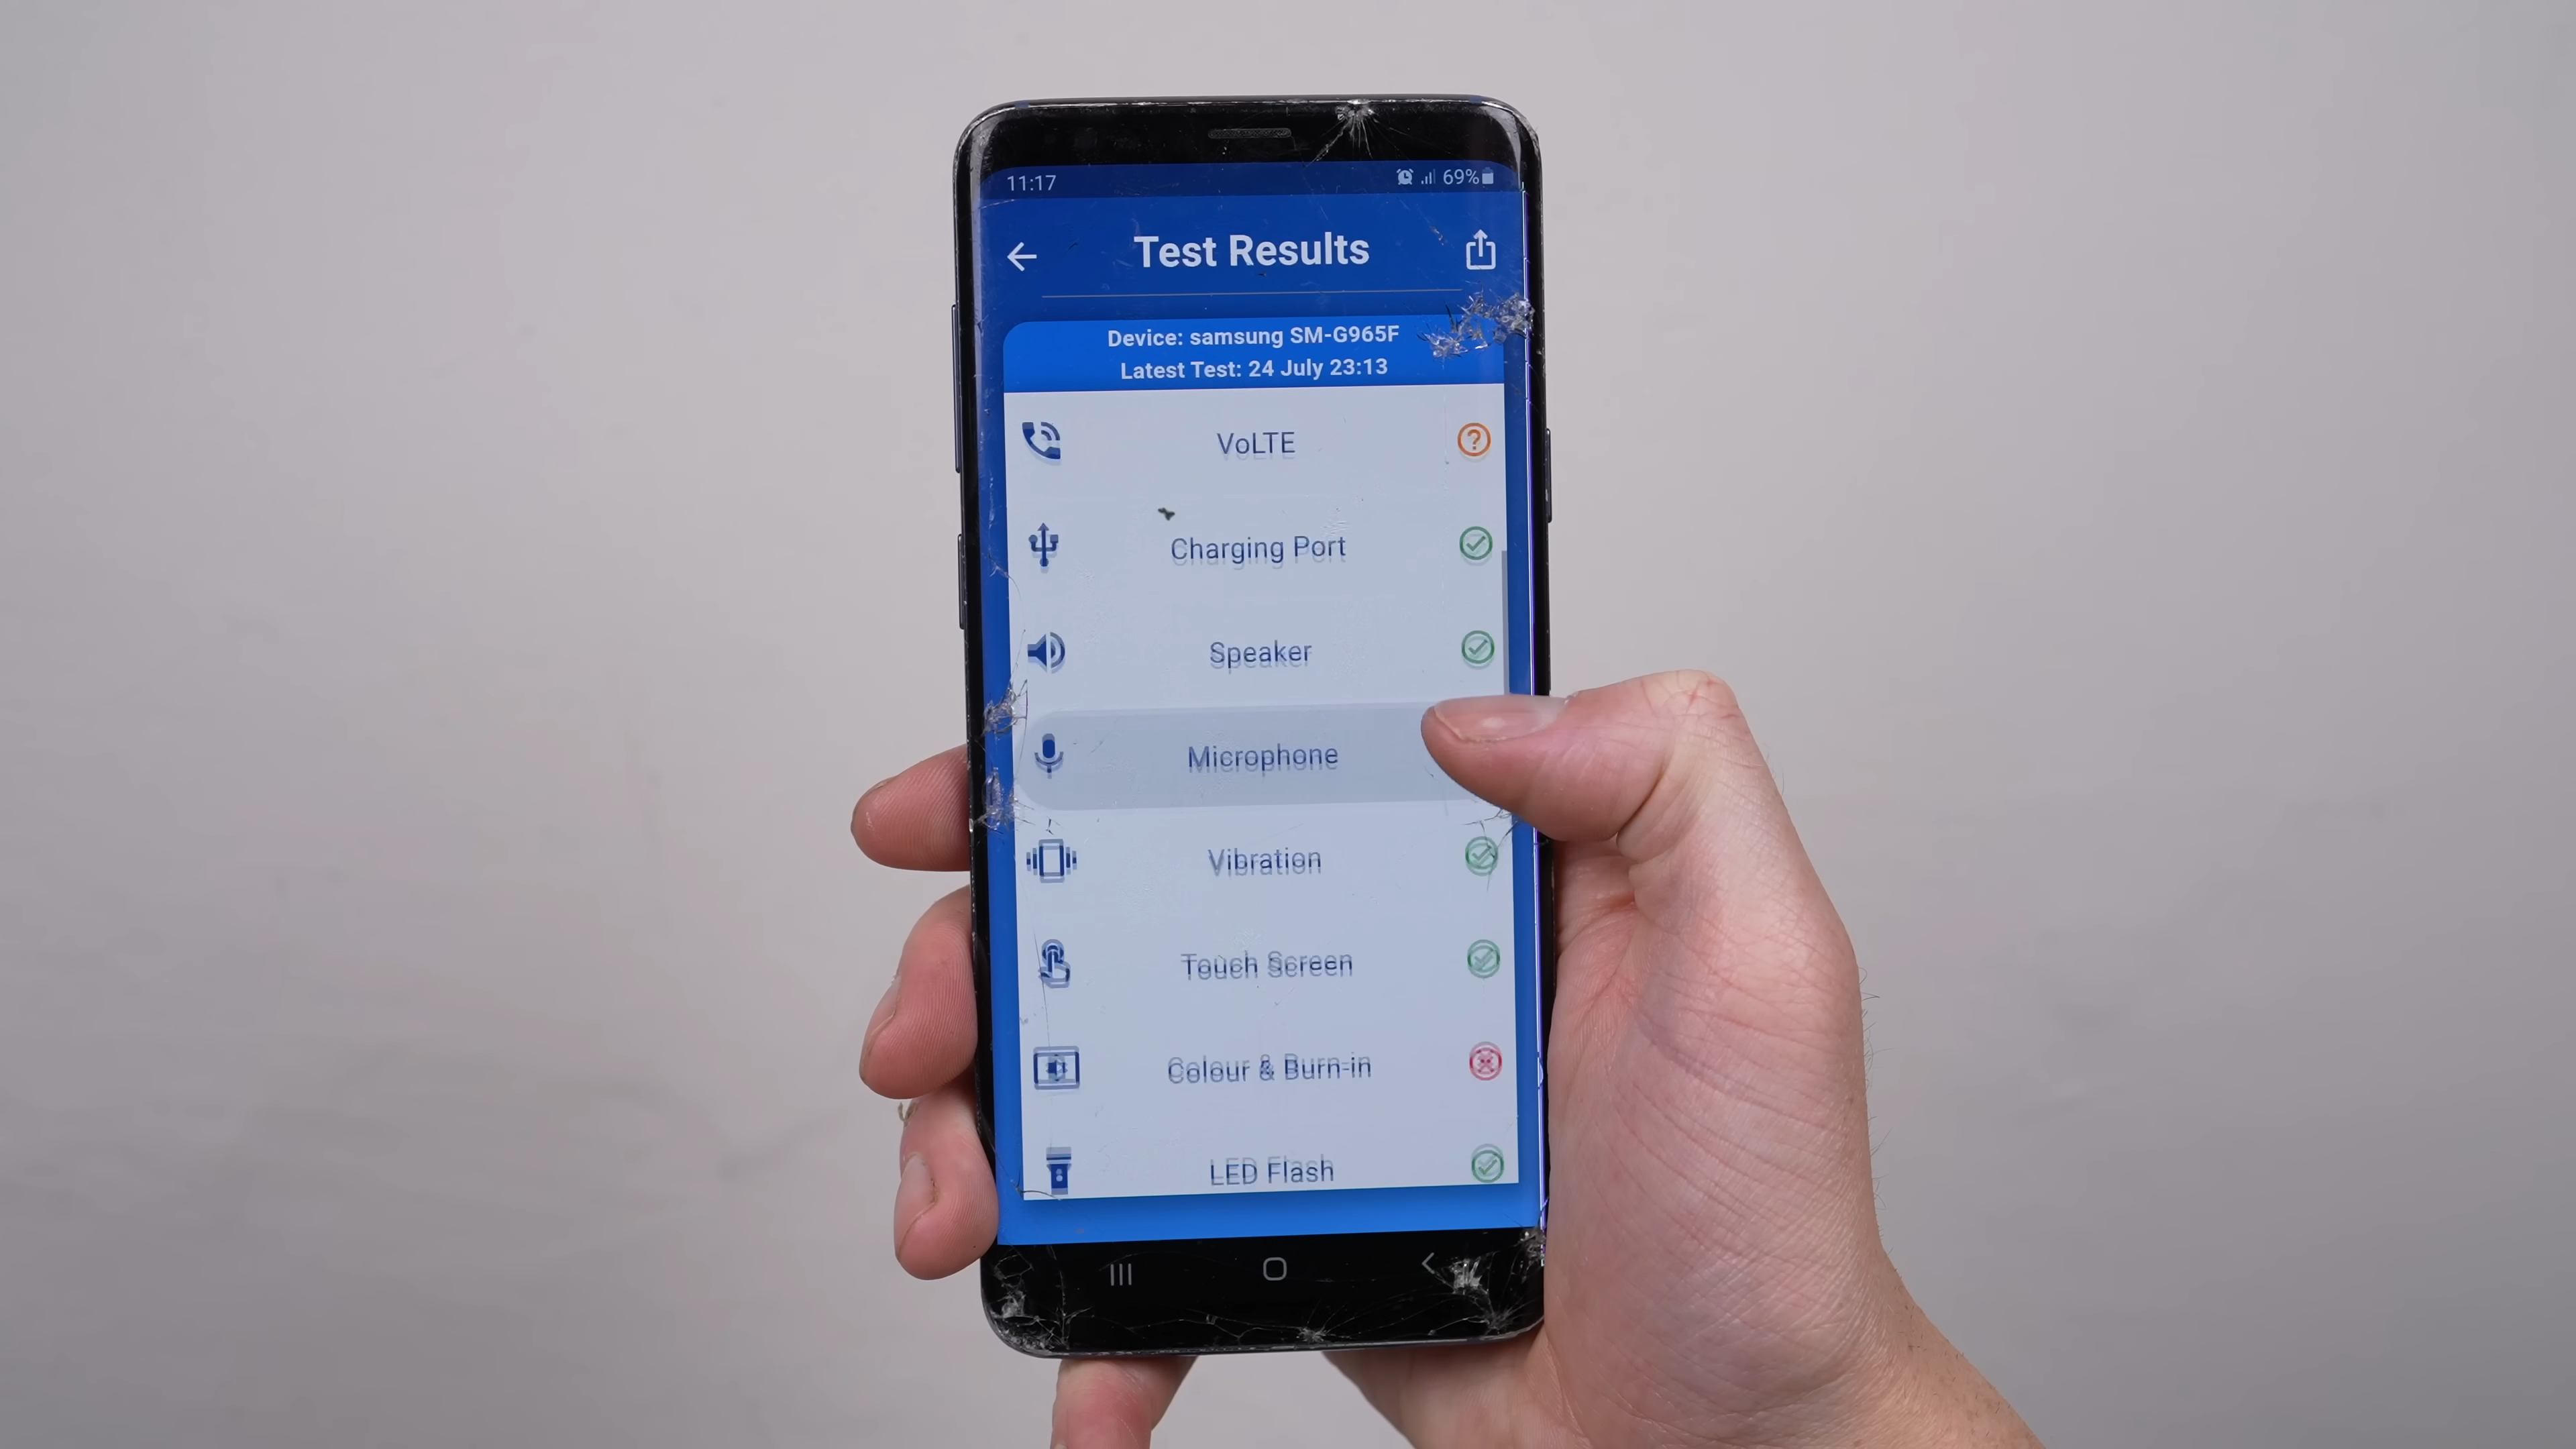 11:17
69%
Test Results
Device: samsung SM-G965F
Latest Test: 24 July 23:13
VoLTE
Charging Port
Speaker
Microphone
Vibration
Touch Screen
Colour & Burn-in
LED Flash